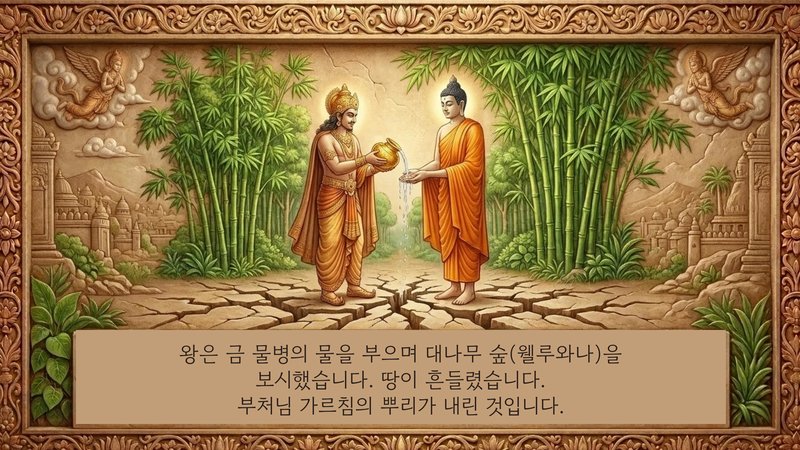 왕은 금 물병의 물을 부으며 대나무 숲(웰루와나)을
보시했습니다. 땅이 흔들렸습니다.
부처님 가르침의 뿌리가 내린 것입니다.